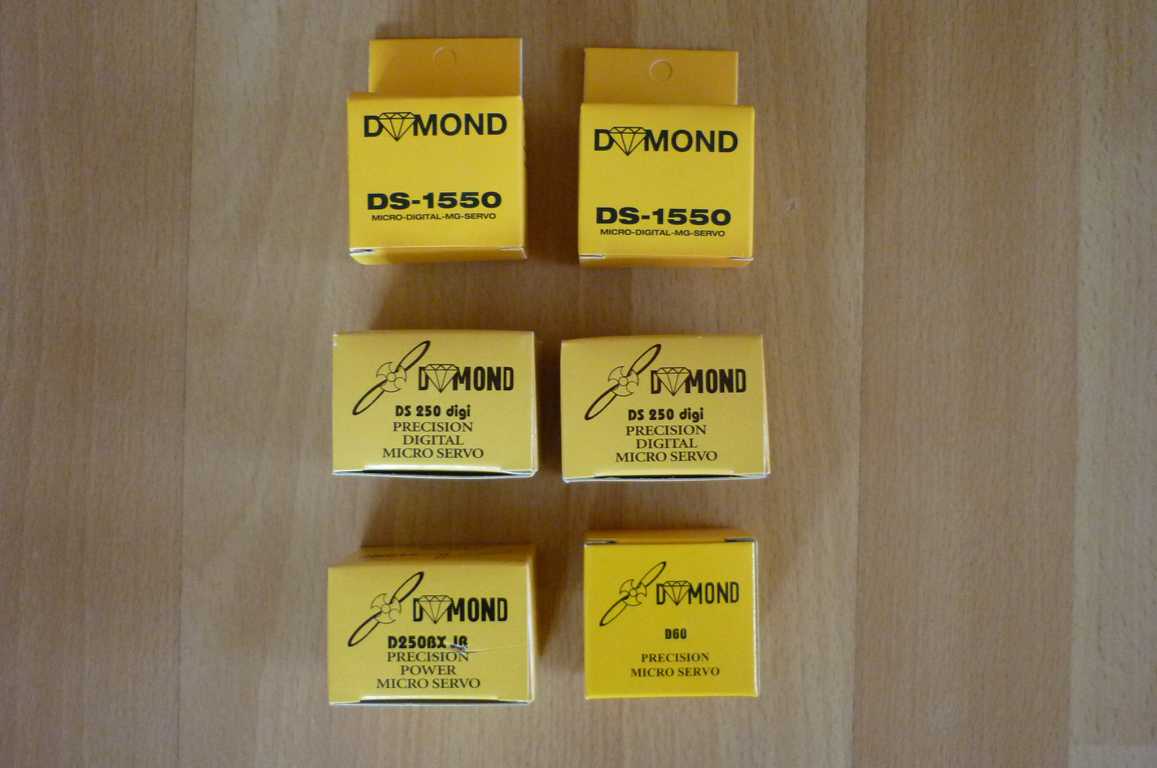 DYMOND
DS-1550
MICRO-DIGITAL-MG-SERVO
DYMOND
DS-1550
MICRO-DIGITAL-MG-SERVO
DYMOND
DS 250 digi
PRECISION
DIGITAL
MICRO SERVO
DYMOND
DS 250 digi
PRECISION
DIGITAL
MICRO SERVO
DYMOND
D250BX JB
PRECISION
POWER
MICRO SERVO
DYMOND
D60
PRECISION
MICRO SERVO